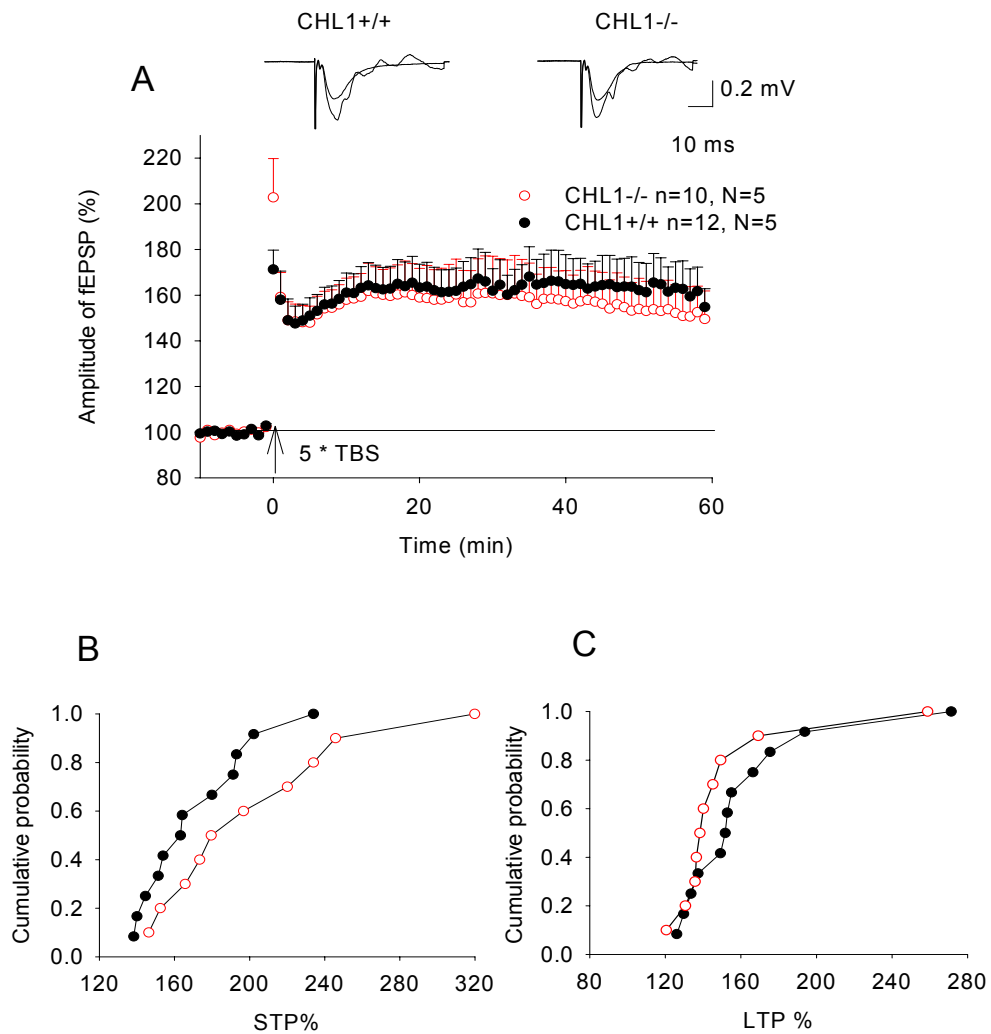 CHL1+/+ CHL1-/-
A
0.2 mV
10 ms
220
200
180
160
140
120
100
80
Amplitude of fEPSP (%)
CHL1-/- n=10, N=5
CHL1+/+ n=12, N=5
5 * TBS
0 20 40 60
Time (min)
B
1.0
0.8
0.6
0.4
0.2
0.0
Cumulative probability
120 160 200 240 280 320
STP%
C
1.0
0.8
0.6
0.4
0.2
0.0
Cumulative probability
80 120 160 200 240 280
LTP %